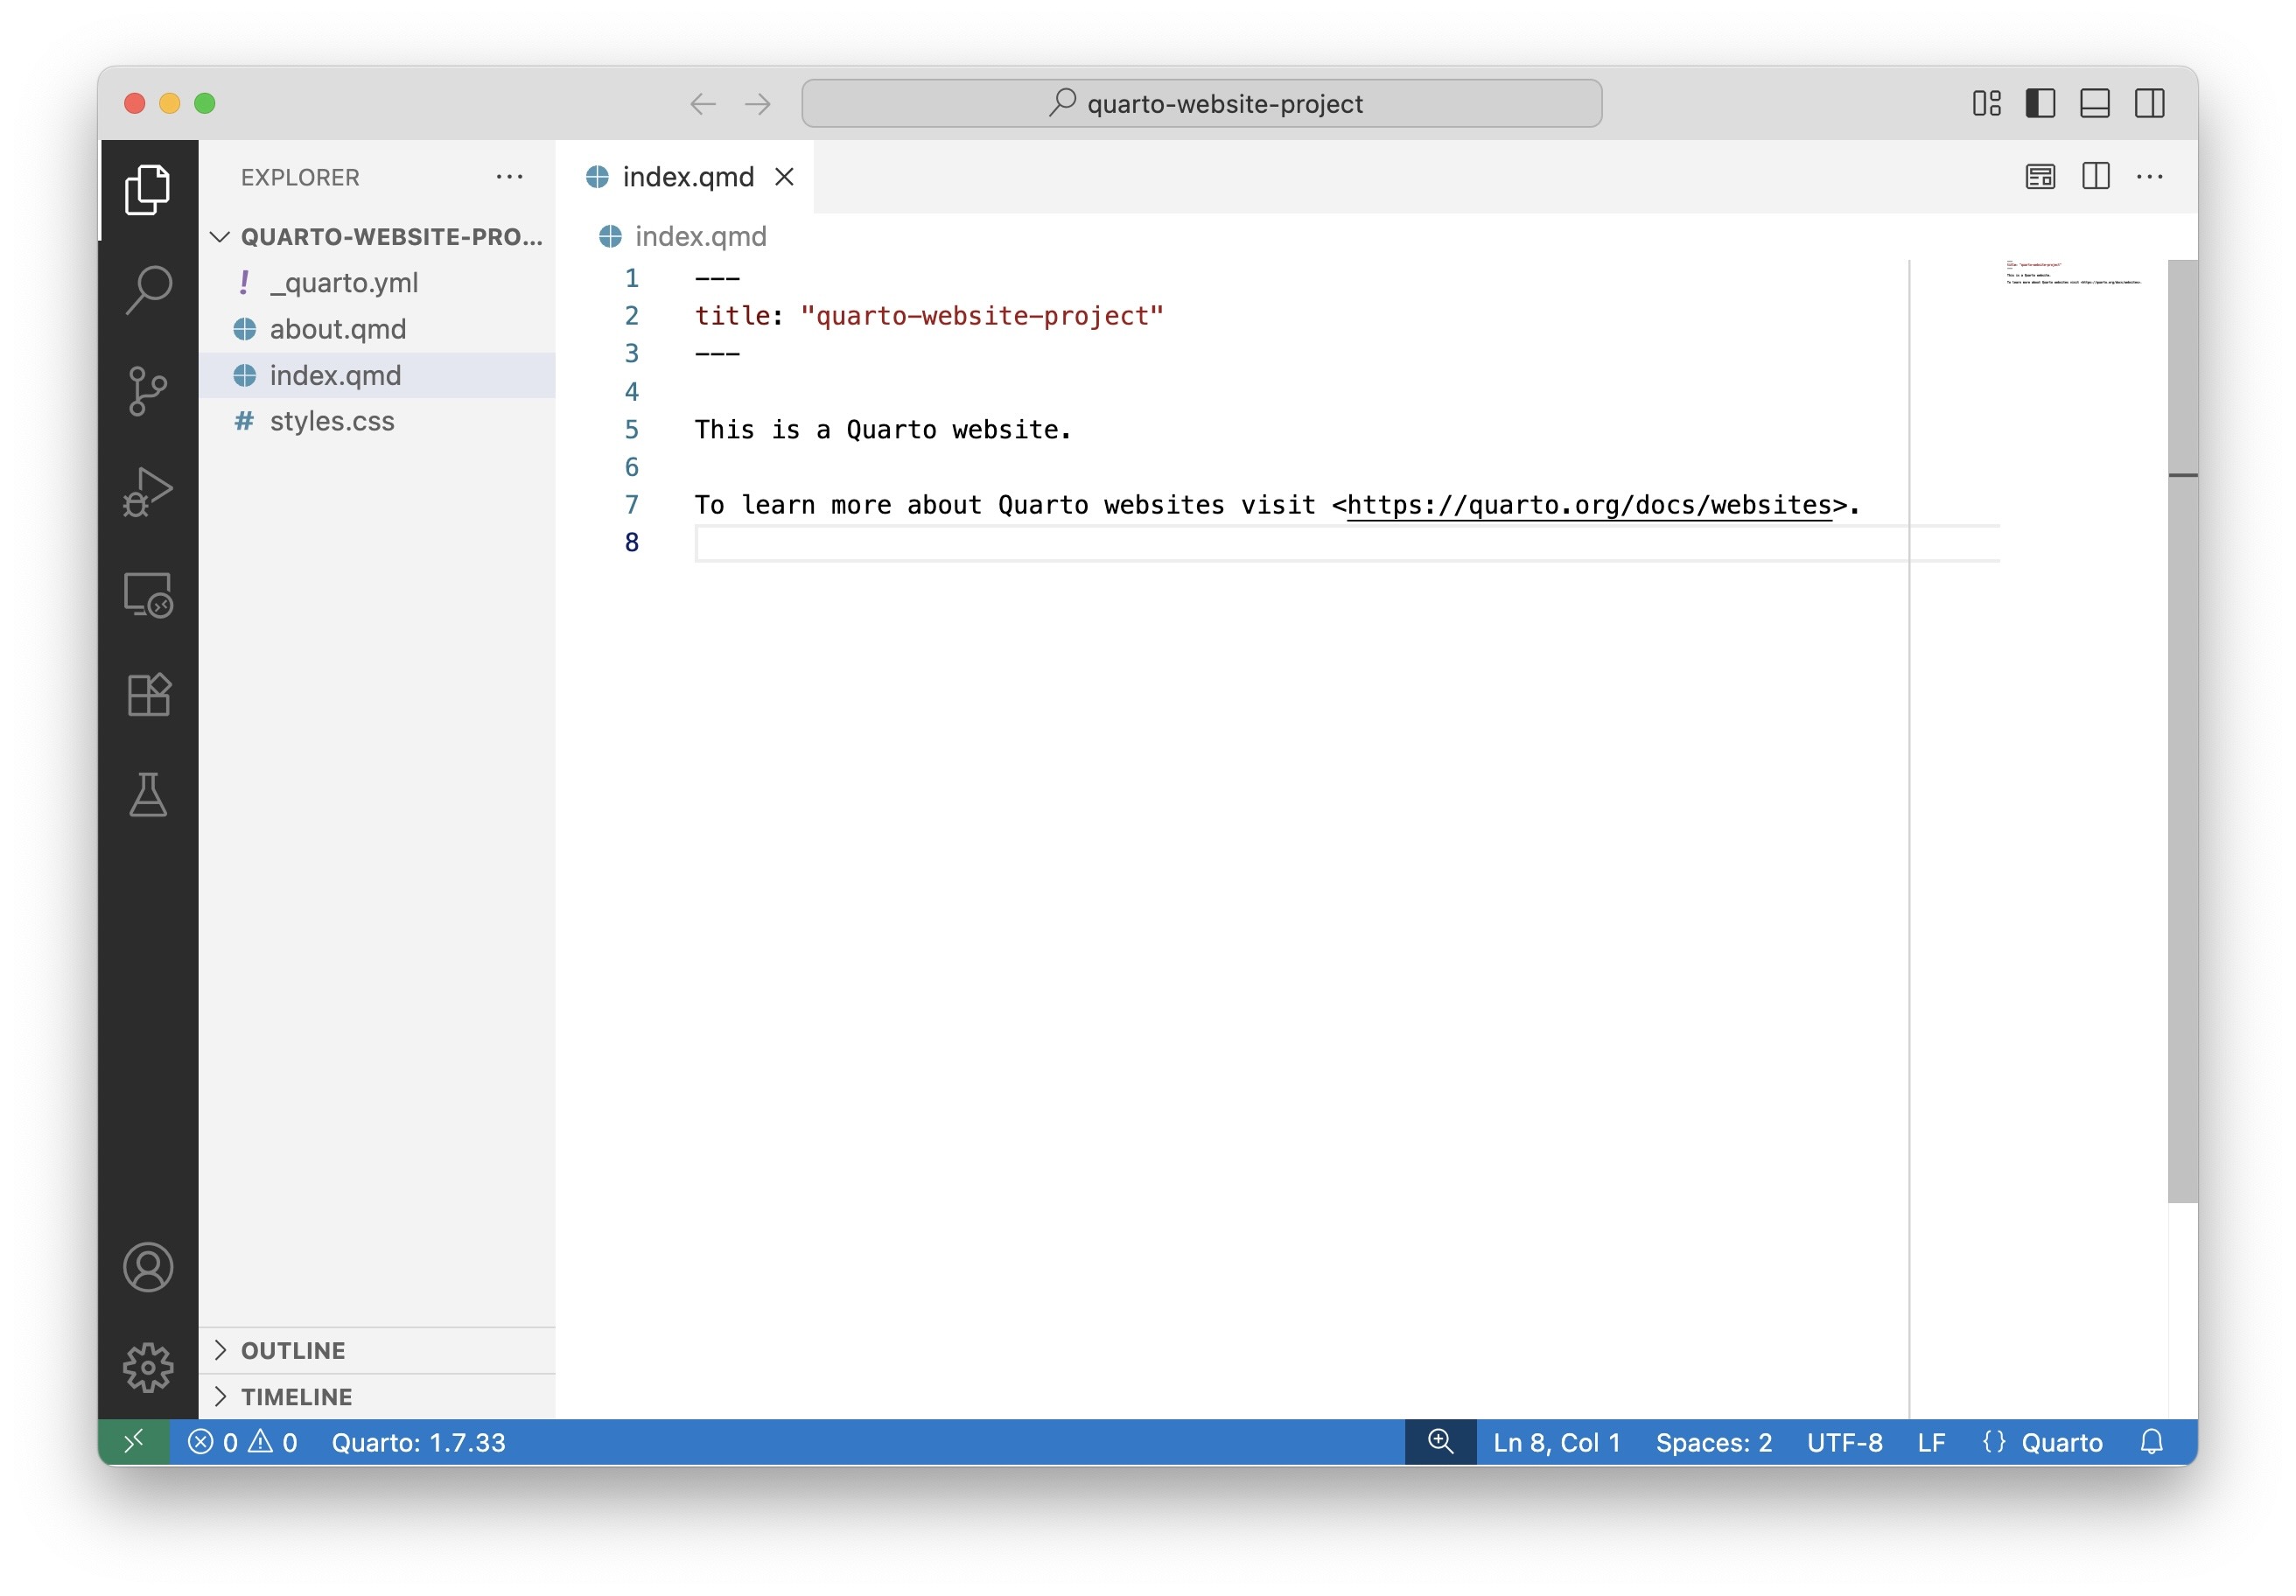 quarto-website-project
EXPLORER
index.qmd
QUARTO-WEBSITE-PRO...
_quarto.yml
about.qmd
index.qmd
styles.css
OUTLINE
TIMELINE
index.qmd
1 ---
2 title: "quarto-website-project"
3 ---
4
5 This is a Quarto website.
6
7 To learn more about Quarto websites visit <https://quarto.org/docs/websites>.
8
0 0 Quarto: 1.7.33 Ln 8, Col 1 Spaces: 2 UTF-8 LF {} Quarto